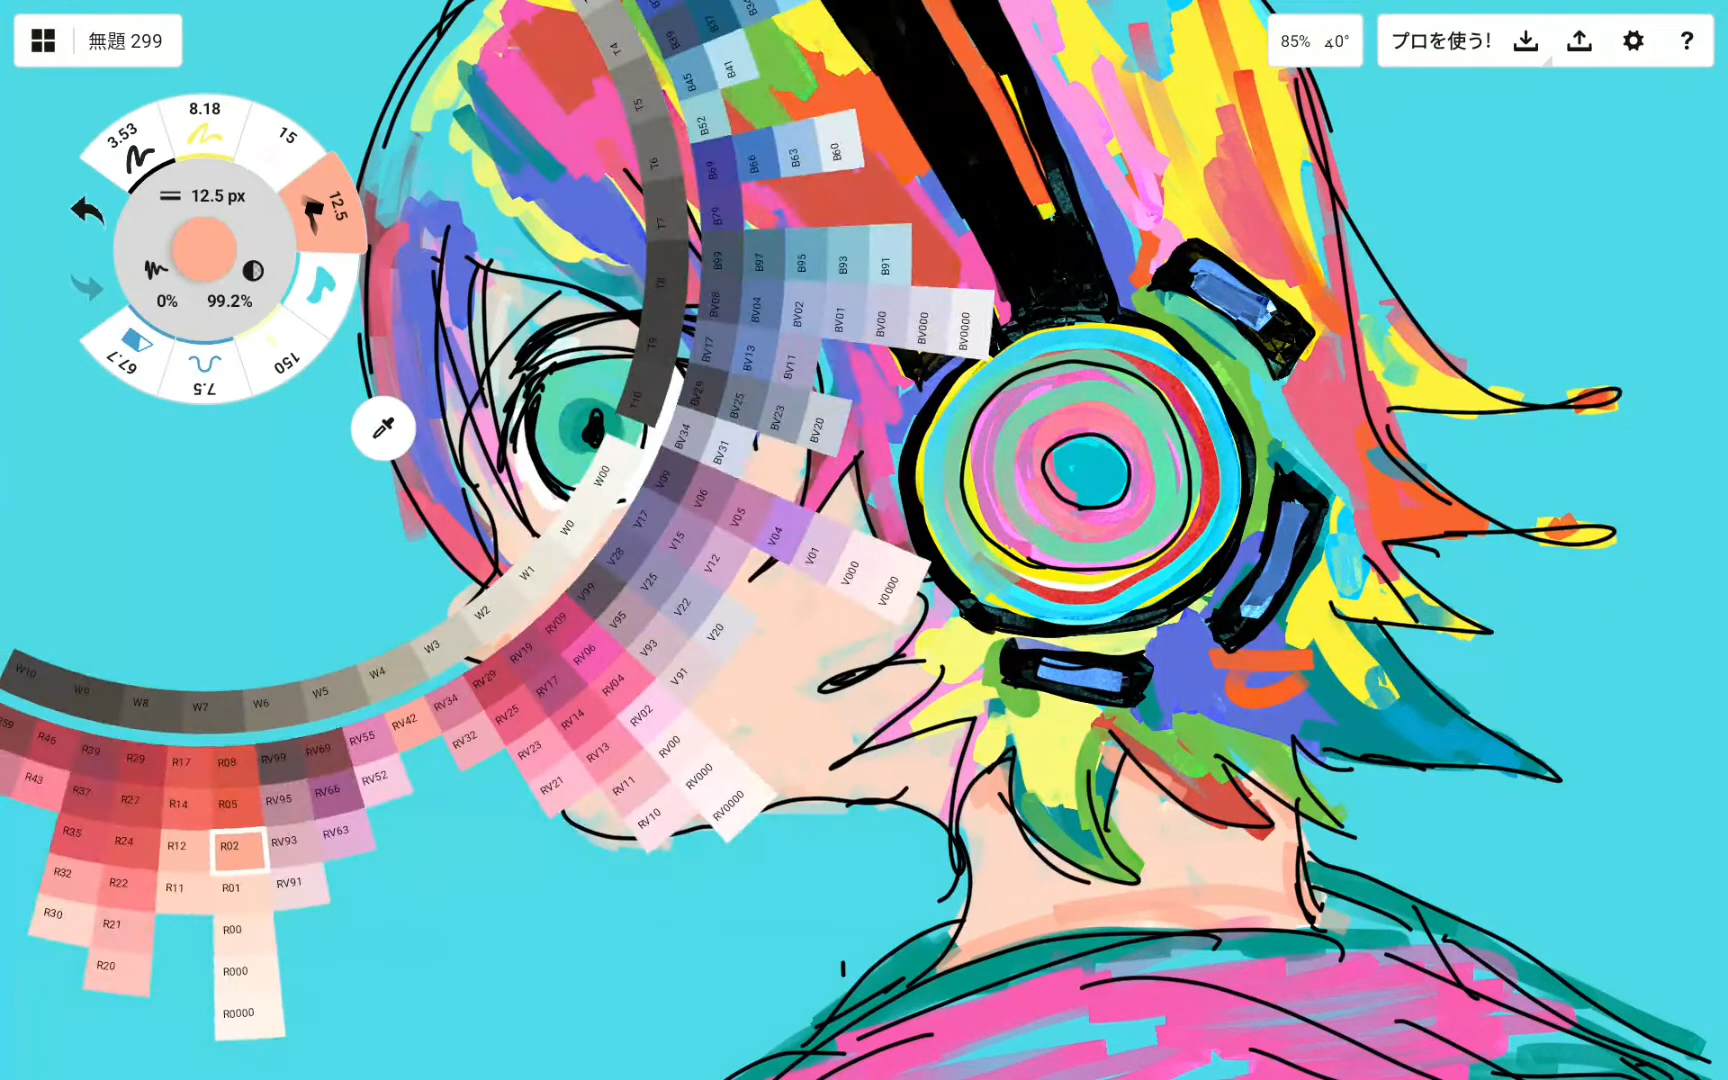 無題 299
85% ∡0°
プロを使う!
?
3.53
8.18
15
12.5
150
7.5
67.7
12.5 px
0%
99.2%
T4
T5
T6
T7
T8
T9
T10
B39
B37
B34
B45
B41
B52
B69
B66
B63
B60
B79
B99
B97
B95
B93
B91
BV08
BV04
BV02
BV01
BV00
BV000
BV0000
BV17
BV13
BV11
BV29
BV25
BV23
BV20
BV34
BV31
V09
V06
V05
V04
V01
V000
V0000
V17
V15
V12
V28
V25
V22
V20
V99
V95
V93
V91
W00
W0
W1
W2
W3
W4
W5
W6
W7
W8
W9
W10
RV09
RV06
RV04
RV02
RV00
RV000
RV0000
RV19
RV17
RV14
RV13
RV11
RV10
RV29
RV25
RV23
RV21
RV34
RV32
RV42
RV55
RV52
RV69
RV66
RV63
RV99
RV95
RV93
RV91
R08
R05
R02
R01
R00
R000
R0000
R17
R14
R12
R11
R29
R27
R24
R22
R21
R20
R39
R37
R35
R32
R30
R46
R43